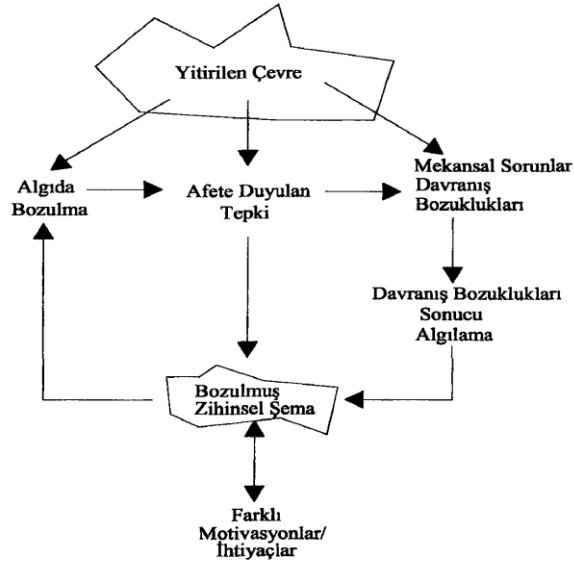 Yitirilen Çevre
Algıda
Bozulma
Afete Duyulan
Tepki
Mekansal Sorunlar
Davranış
Bozuklukları
Davranış Bozuklukları
Sonucu
Algılama
Bozulmuş
Zihinsel Şema
Farklı
Motivasyonlar/
İhtiyaçlar